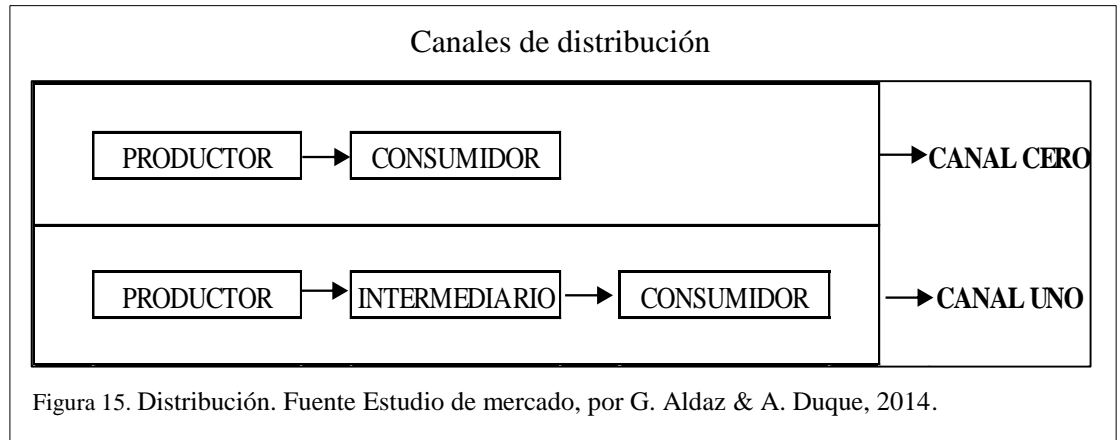 Canales de distribución
PRODUCTOR CONSUMIDOR CANAL CERO
PRODUCTOR INTERMEDIARIO CONSUMIDOR CANAL UNO
Figura 15. Distribución. Fuente Estudio de mercado, por G. Aldaz & A. Duque, 2014.